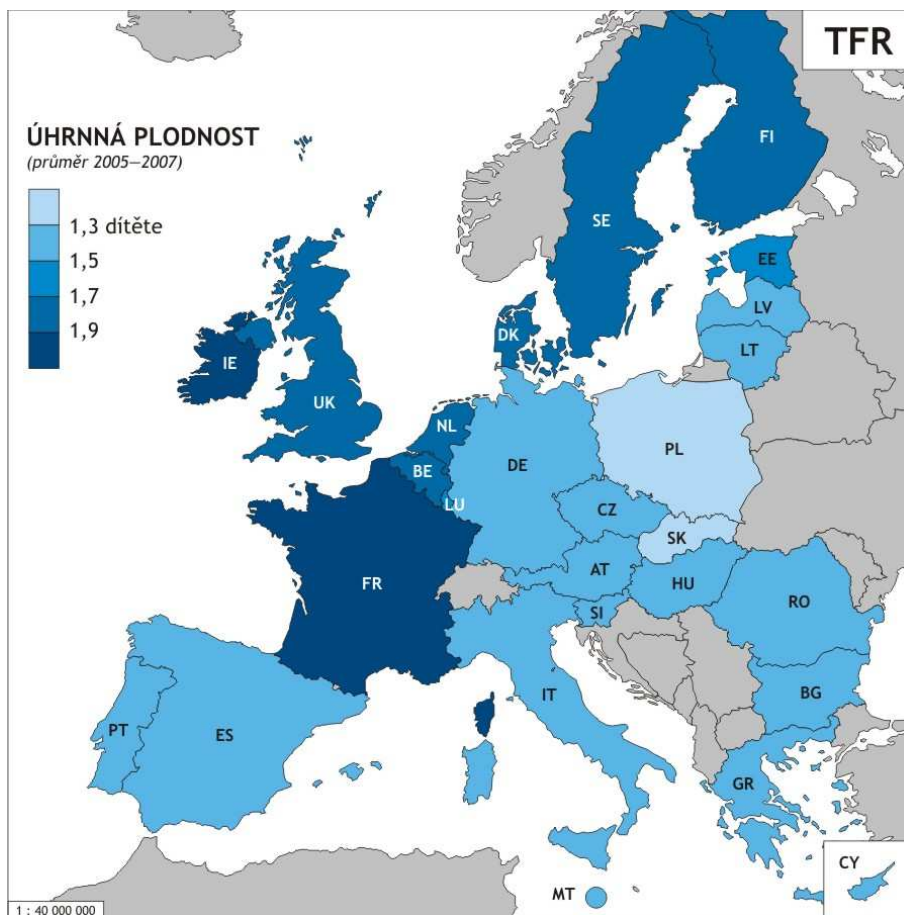 TFR
ÚHRNNÁ PLODNOST
(průměr 2005—2007)
1,3 dítěte
1,5
1,7
1,9
FI
SE
EE
LV
LT
DK
IE
UK
NL
BE
LU
DE
PL
CZ
SK
FR
AT
HU
RO
SI
IT
BG
PT
ES
GR
CY
MT
1 : 40 000 000